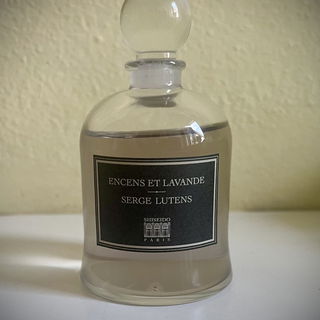 ENCENS ET LAVANDE
SERGE LUTENS
SHISEIDO
PARIS